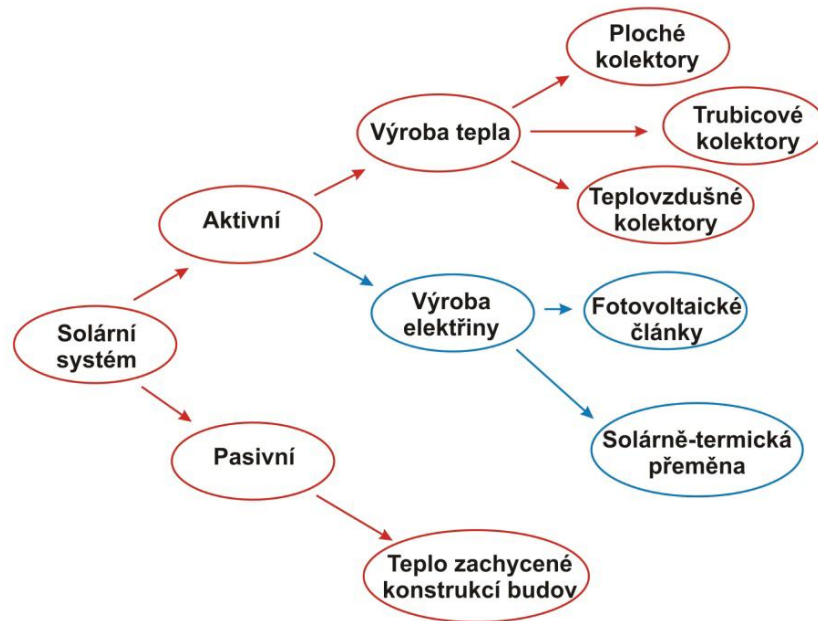 Ploché
kolektory
Trubicové
kolektory
Výroba tepla
Teplovzdušné
kolektory
Aktivní
Výroba
elektřiny
Fotovoltaické
články
Solární
systém
Solárně-termická
přeměna
Pasivní
Teplo zachycené
konstrukcí budov